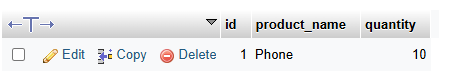 id product_name quantity
Edit Copy Delete 1 Phone 10